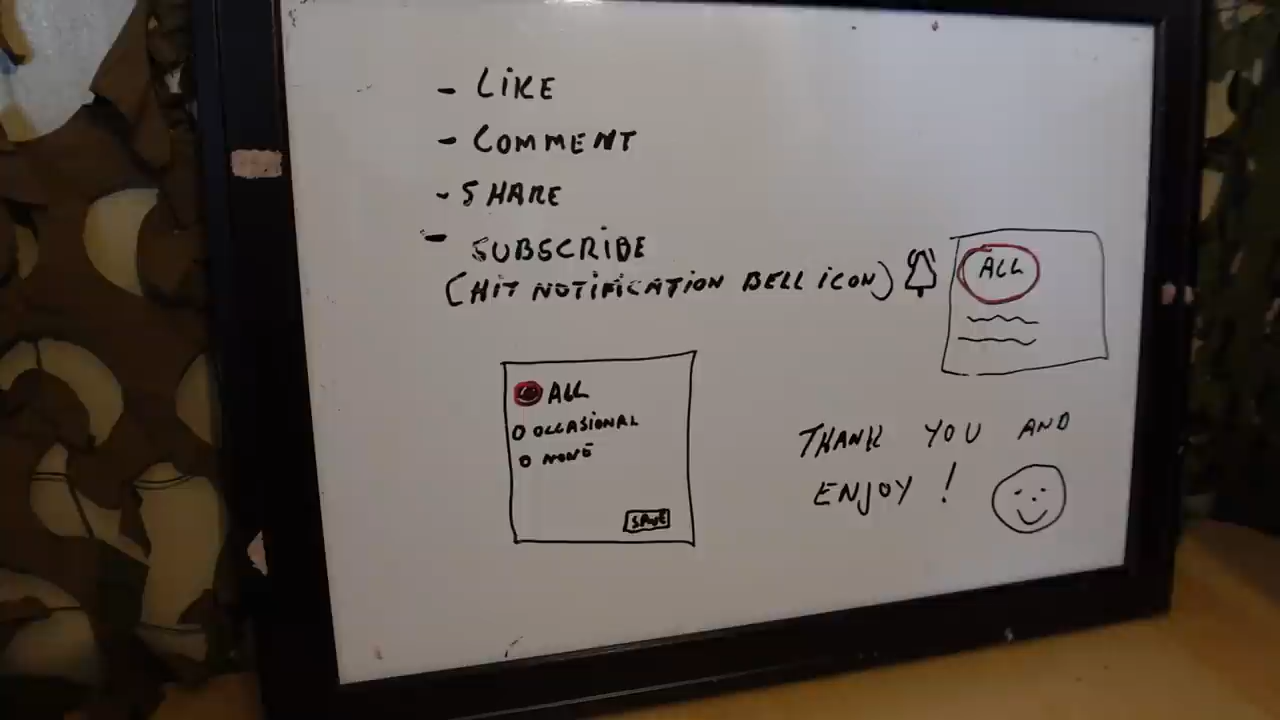 - LIKE
- COMMENT
- SHARE
- SUBSCRIBE
(HIT NOTIFICATION BELL ICON)
ALL
ALL
OCCASIONAL
NONE
SAVE
THANK YOU AND
ENJOY !